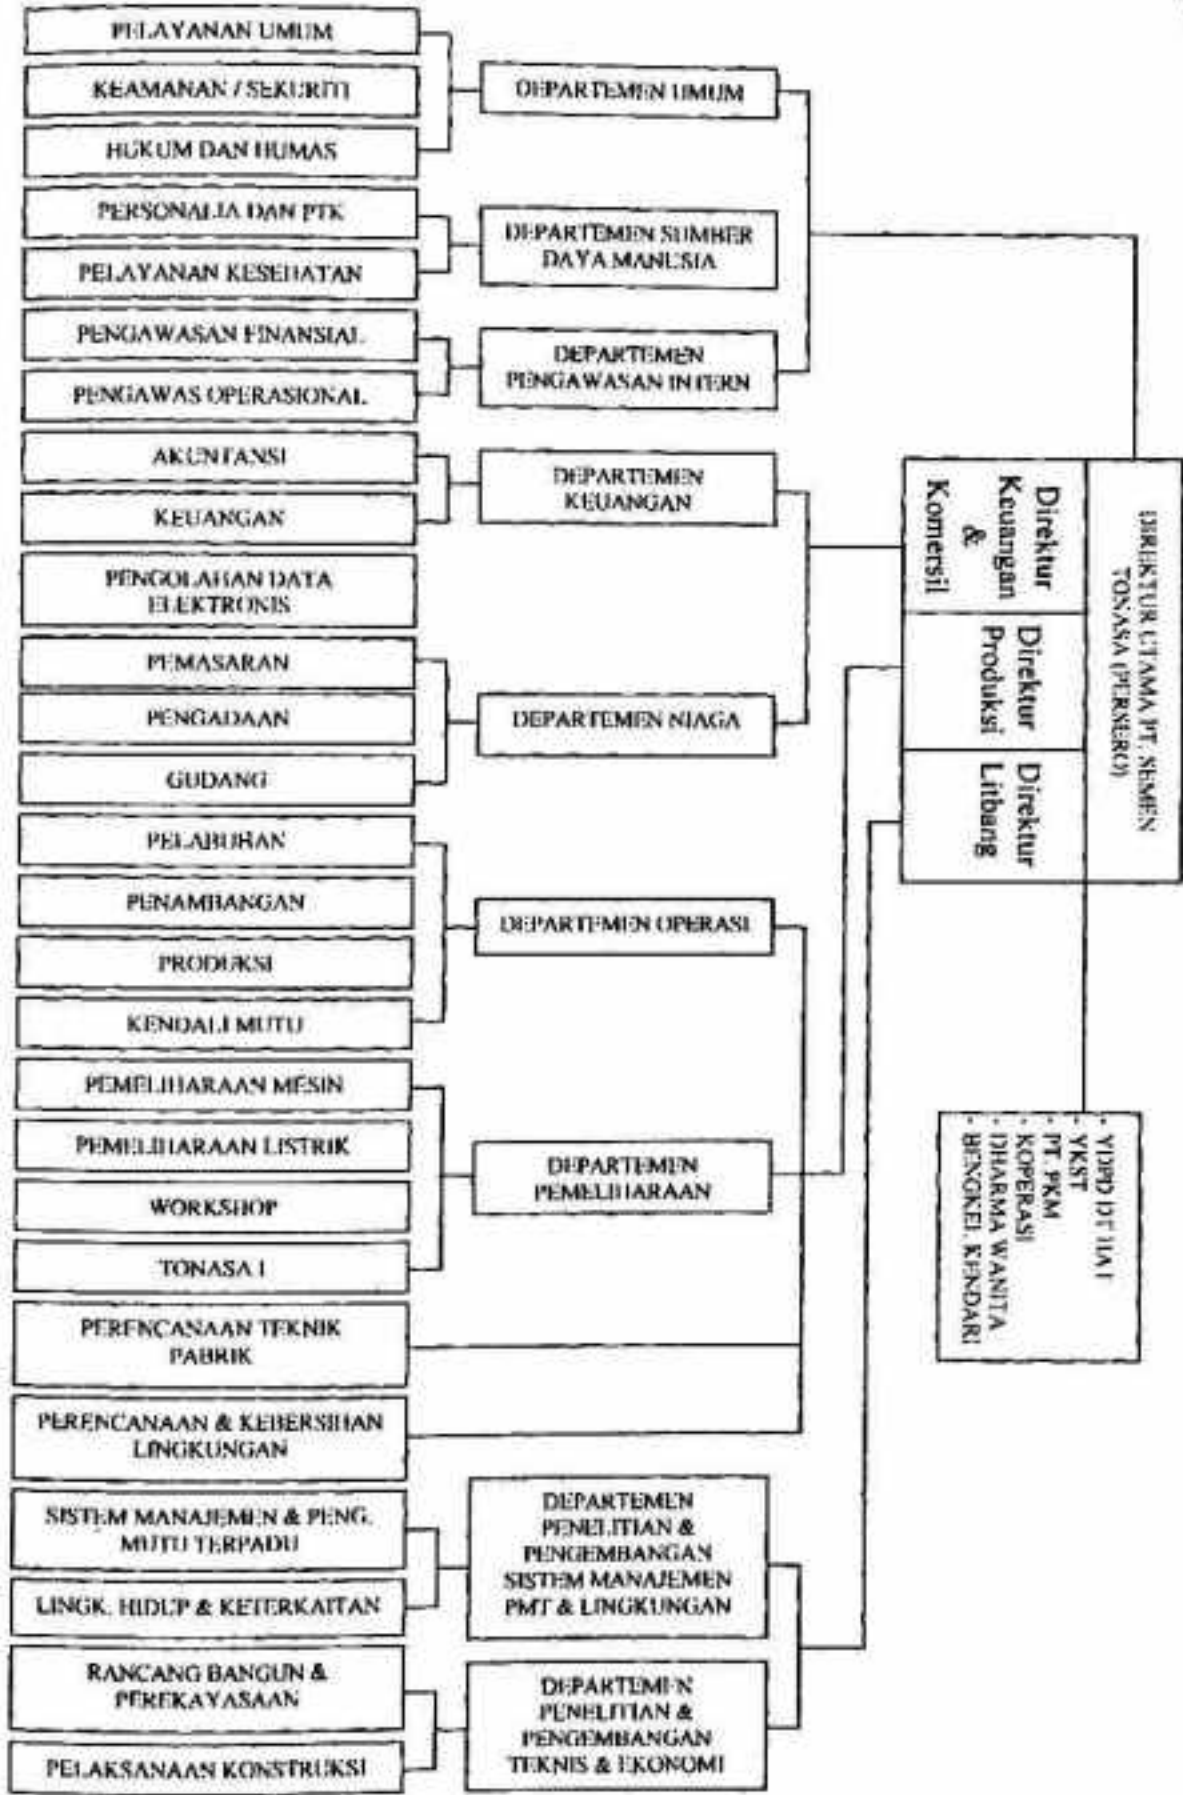 PELAYANAN UMUM
KEAMANAN / SEKURITI
HUKUM DAN HUMAS
PERSONALIA DAN PTK
PELAYANAN KESEHATAN
PENGAWASAN FINANSIAL
PENGAWAS OPERASIONAL
AKUNTANSI
KEUANGAN
PENGOLAHAN DATA
ELEKTRONIS
PEMASARAN
PENGADAAN
GUDANG
PELABUHAN
PENAMBANGAN
PRODUKSI
KENDALI MUTU
PEMELIHARAAN MESIN
PEMELIHARAAN LISTRIK
WORKSHOP
TONASA I
PERENCANAAN TEKNIK
PABRIK
PERENCANAAN & KEBERSIHAN
LINGKUNGAN
SISTEM MANAJEMEN & PENG.
MUTU TERPADU
LINGK. HIDUP & KETERKAITAN
RANCANG BANGUN &
PEREKAYASAAN
PELAKSANAAN KONSTRUKSI
DEPARTEMEN UMUM
DEPARTEMEN SUMBER
DAYA MANUSIA
DEPARTEMEN
PENGAWASAN INTERN
DEPARTEMEN
KEUANGAN
DEPARTEMEN NIAGA
DEPARTEMEN OPERASI
DEPARTEMEN
PEMELIHARAAN
DEPARTEMEN
PENELITIAN &
PENGEMBANGAN
SISTEM MANAJEMEN
PMT & LINGKUNGAN
DEPARTEMEN
PENELITIAN &
PENGEMBANGAN
TEKNIS & EKONOMI
DIREKTUR UTAMA PT. SEMEN
TONASA (PERSERO)
Direktur
Keuangan
&
Komersil
Direktur
Produksi
Direktur
Litbang
- YKST
- PT. PKM
- KOPERASI
- DHARMA WANITA
- BENGKEL KENDARI